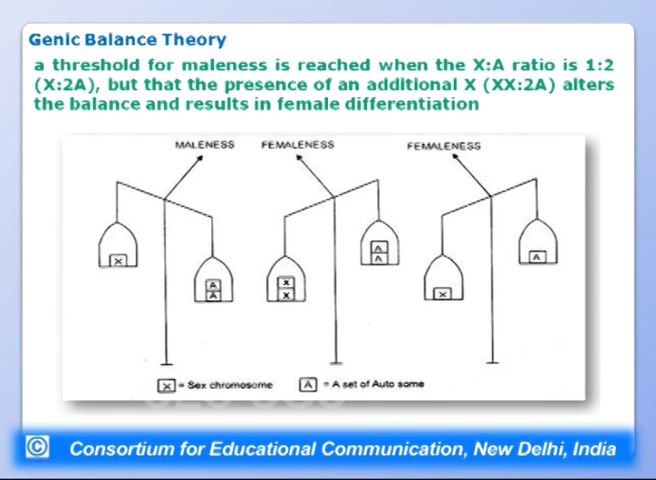 Genic Balance Theory
a threshold for maleness is reached when the X:A ratio is 1:2
(X:2A), but that the presence of an additional X (XX:2A) alters
the balance and results in female differentiation
MALENESS FEMALENESS FEMALENESS
X A A X X A A X A
X = Sex chromosome A = A set of Auto some
© Consortium for Educational Communication, New Delhi, India